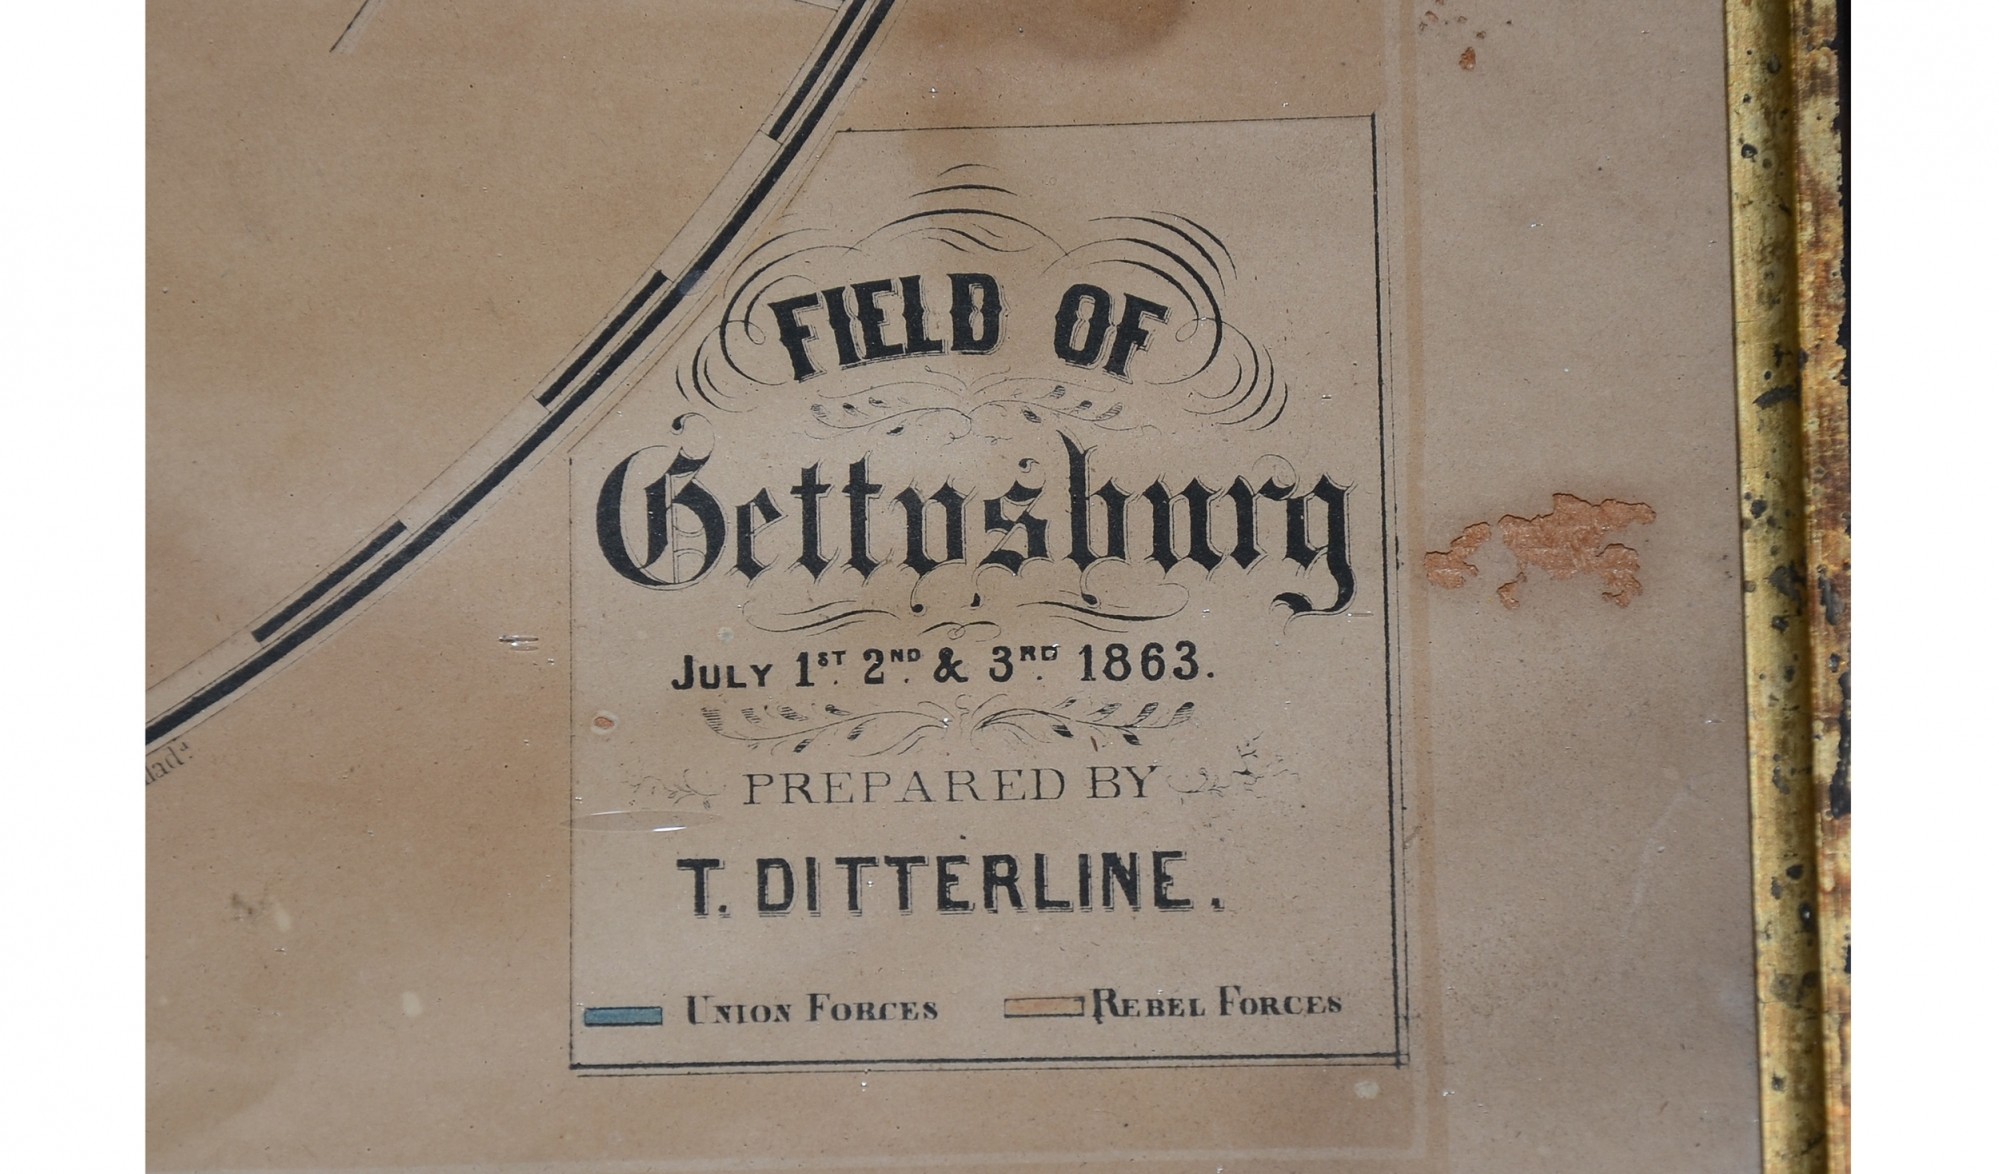 FIELD OF
Gettysburg
JULY 1ST. 2ND. & 3RD. 1863.
PREPARED BY
T. DITTERLINE.
UNION FORCES REBEL FORCES